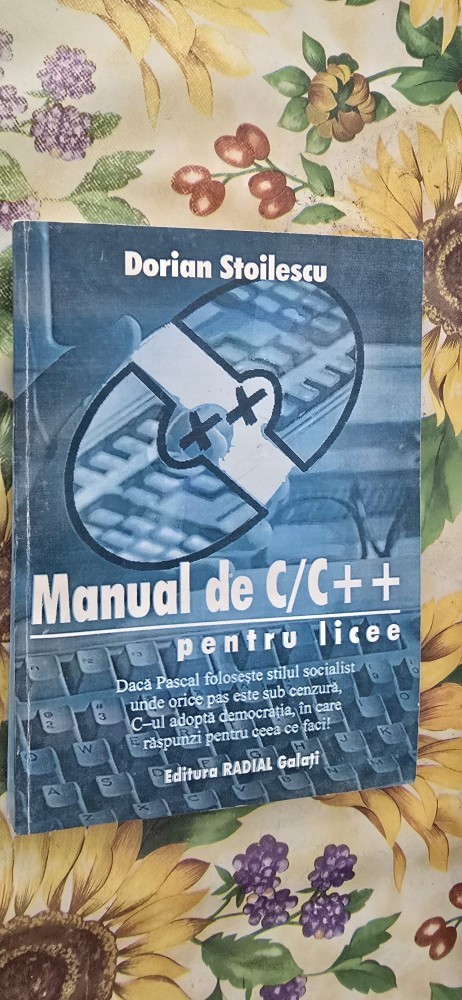 Dorian Stoilescu
Manual de C/C++
pentru licee
Dacă Pascal folosește stilul socialist
unde orice pas este sub cenzură,
C-ul adoptă democrația, în care
răspunzi pentru ceea ce faci!
Editura RADIAL Galați